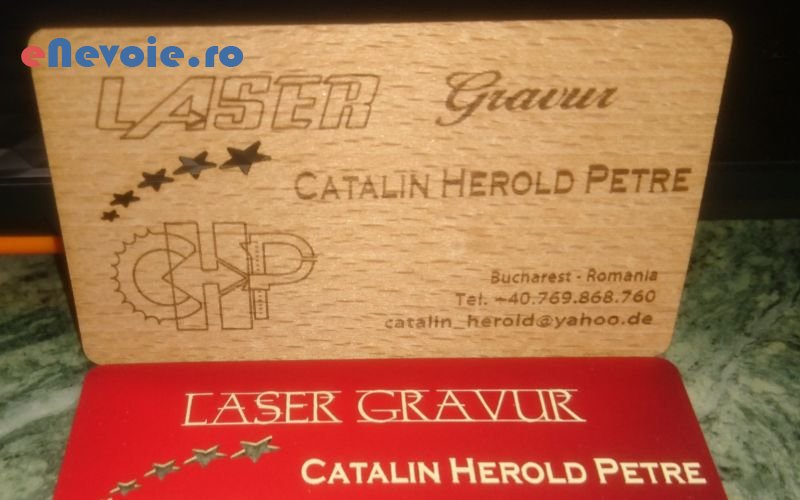 eNevoie.ro
LASER Gravur
CATALIN HEROLD PETRE
CHP
Bucharest - Romania
Tel. +40.769.868.760
catalin_herold@yahoo.de
LASER GRAVUR
CATALIN HEROLD PETRE